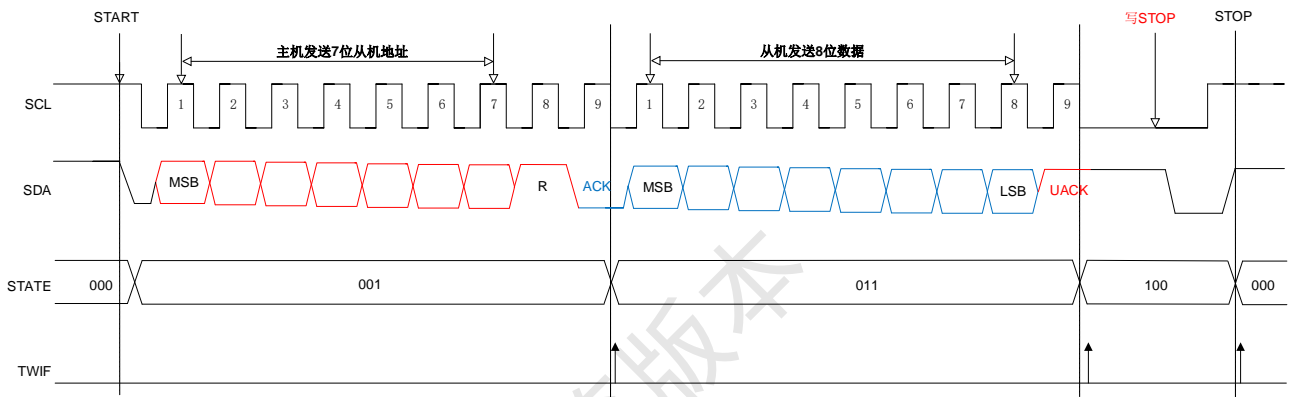 START
写STOP
STOP
主机发送7位从机地址
从机发送8位数据
SCL
1 2 3 4 5 6 7 8 9 1 2 3 4 5 6 7 8 9
SDA
MSB R ACK MSB LSB UACK
STATE
000 001 011 100 000
TWIF
版本